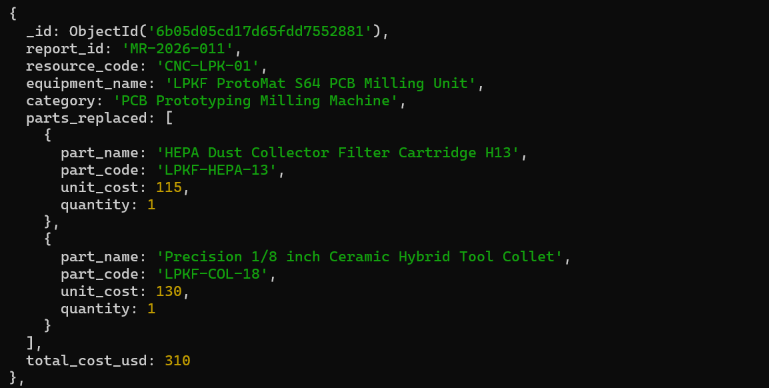 {
  _id: ObjectId('6b05d05cd17d65fdd7552881'),
  report_id: 'MR-2026-011',
  resource_code: 'CNC-LPK-01',
  equipment_name: 'LPKF ProtoMat S64 PCB Milling Unit',
  category: 'PCB Prototyping Milling Machine',
  parts_replaced: [
    {
      part_name: 'HEPA Dust Collector Filter Cartridge H13',
      part_code: 'LPKF-HEPA-13',
      unit_cost: 115,
      quantity: 1
    },
    {
      part_name: 'Precision 1/8 inch Ceramic Hybrid Tool Collet',
      part_code: 'LPKF-COL-18',
      unit_cost: 130,
      quantity: 1
    }
  ],
  total_cost_usd: 310
},